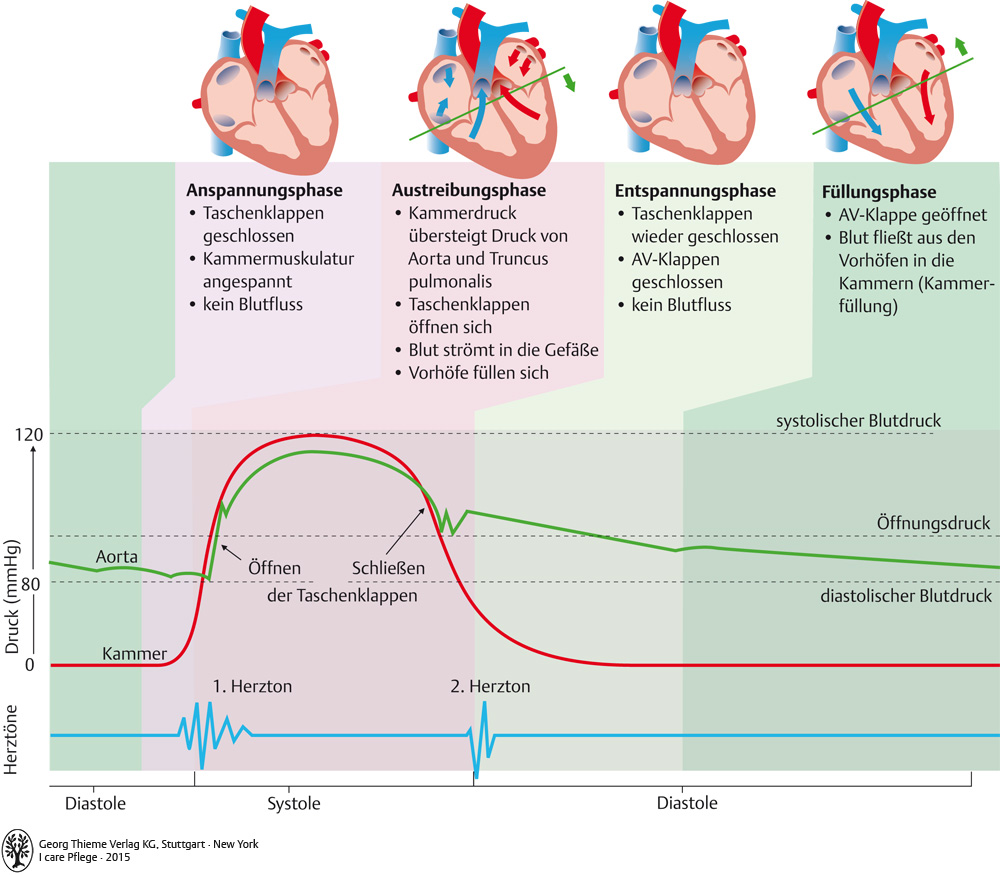 Anspannungsphase
• Taschenklappen
geschlossen
• Kammermuskulatur
angespannt
• kein Blutfluss
Austreibungsphase
• Kammerdruck
übersteigt Druck von
Aorta und Truncus
pulmonalis
• Taschenklappen
öffnen sich
• Blut strömt in die Gefäße
• Vorhöfe füllen sich
Entspannungsphase
• Taschenklappen
wieder geschlossen
• AV-Klappen
geschlossen
• kein Blutfluss
Füllungsphase
• AV-Klappe geöffnet
• Blut fließt aus den
Vorhöfen in die
Kammern (Kammer-
füllung)
systolischer Blutdruck
120
Öffnungsdruck
Aorta
Öffnen
Schließen
der Taschenklappen
80
diastolischer Blutdruck
Druck (mmHg)
Kammer
0
1. Herzton
2. Herzton
Herztöne
Diastole
Systole
Diastole
Georg Thieme Verlag KG, Stuttgart · New York
I care Pflege · 2015